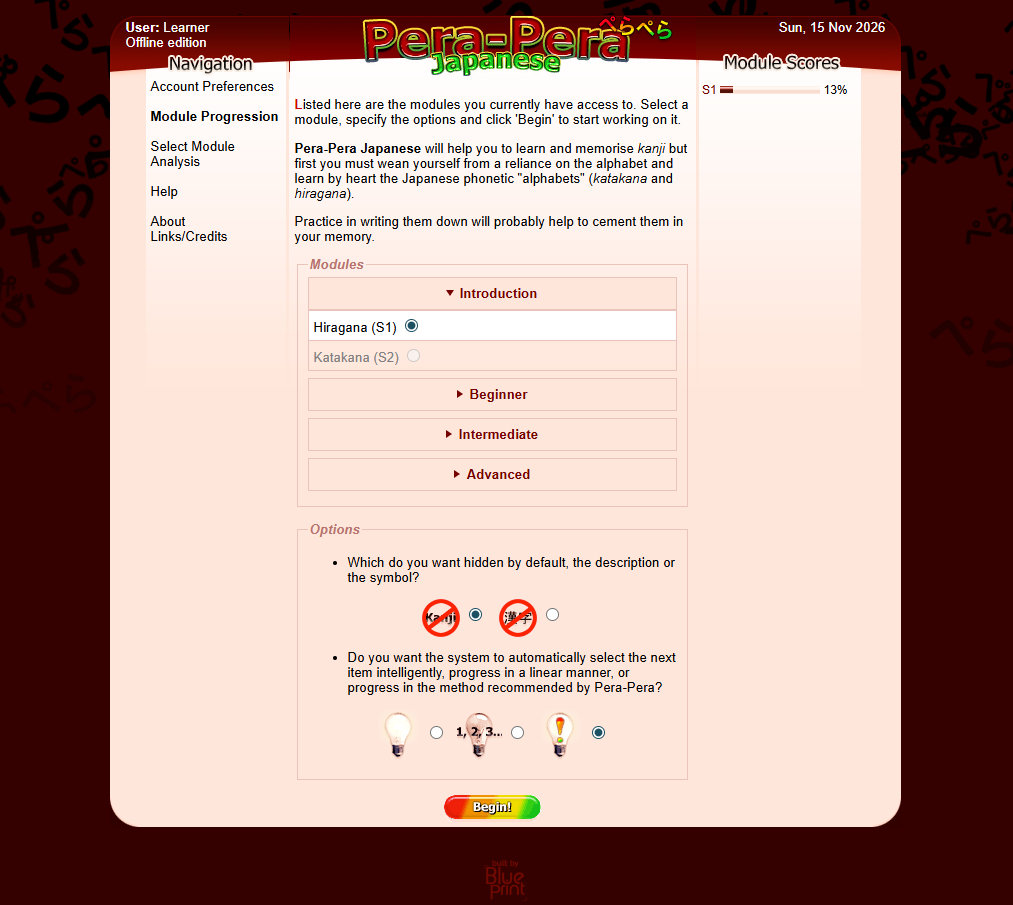 User: Learner
Offline edition
Pera-Pera
ぺらぺら
Japanese
Sun, 15 Nov 2026
Navigation
Account Preferences
Module Progression
Select Module
Analysis
Help
About
Links/Credits
Listed here are the modules you currently have access to. Select a
module, specify the options and click 'Begin' to start working on it.
Pera-Pera Japanese will help you to learn and memorise kanji but
first you must wean yourself from a reliance on the alphabet and
learn by heart the Japanese phonetic "alphabets" (katakana and
hiragana).
Practice in writing them down will probably help to cement them in
your memory.
Modules
Introduction
Hiragana (S1)
Katakana (S2)
Beginner
Intermediate
Advanced
Options
Which do you want hidden by default, the description or
the symbol?
Kanji
漢字
Do you want the system to automatically select the next
item intelligently, progress in a linear manner, or
progress in the method recommended by Pera-Pera?
1, 2, 3...
Begin!
Module Scores
S1 13%
built by
Blue
Print